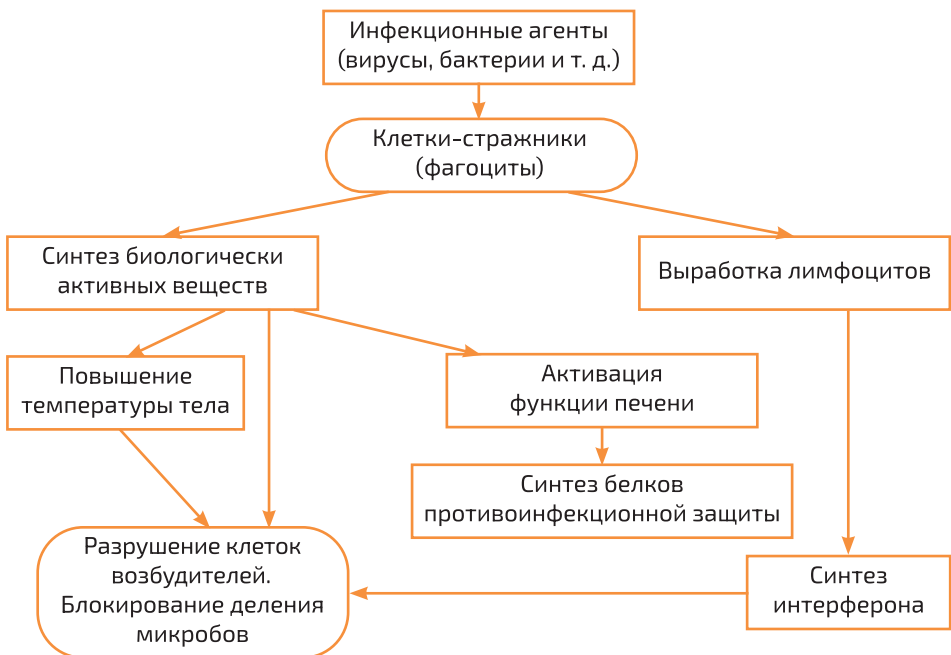 Инфекционные агенты
(вирусы, бактерии и т. д.)
Клетки-стражники
(фагоциты)
Синтез биологически
активных веществ
Выработка лимфоцитов
Повышение
температуры тела
Активация
функции печени
Синтез белков
противоинфекционной защиты
Разрушение клеток
возбудителей.
Блокирование деления
микробов
Синтез
интерферона